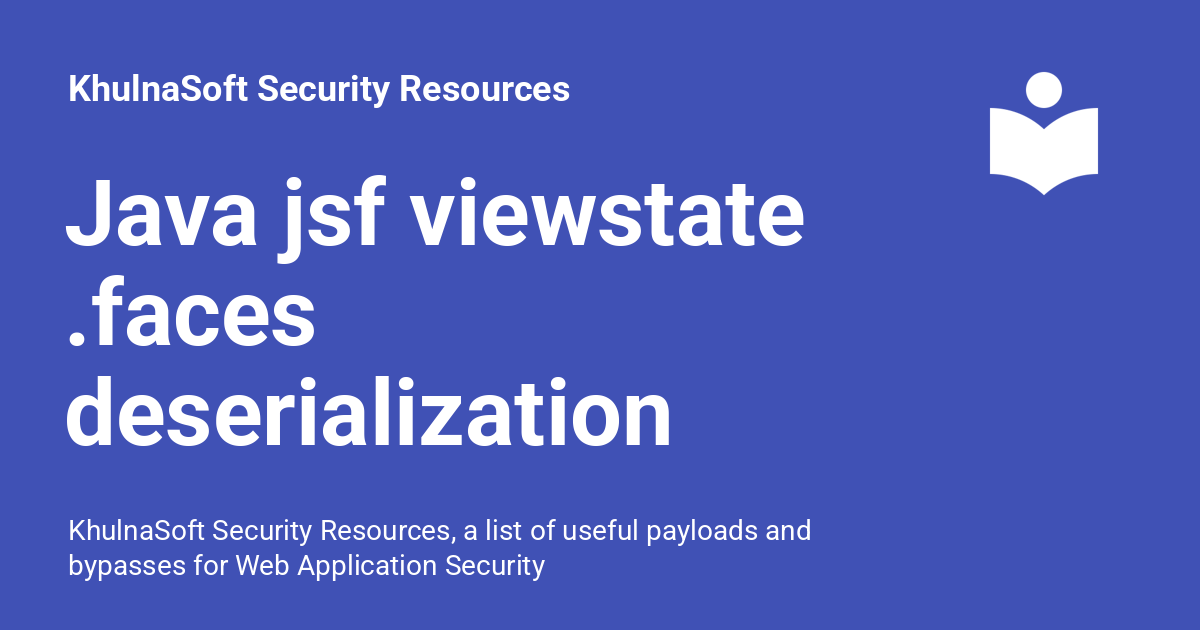 KhulnaSoft Security Resources
Java jsf viewstate
.faces
deserialization
KhulnaSoft Security Resources, a list of useful payloads and
bypasses for Web Application Security